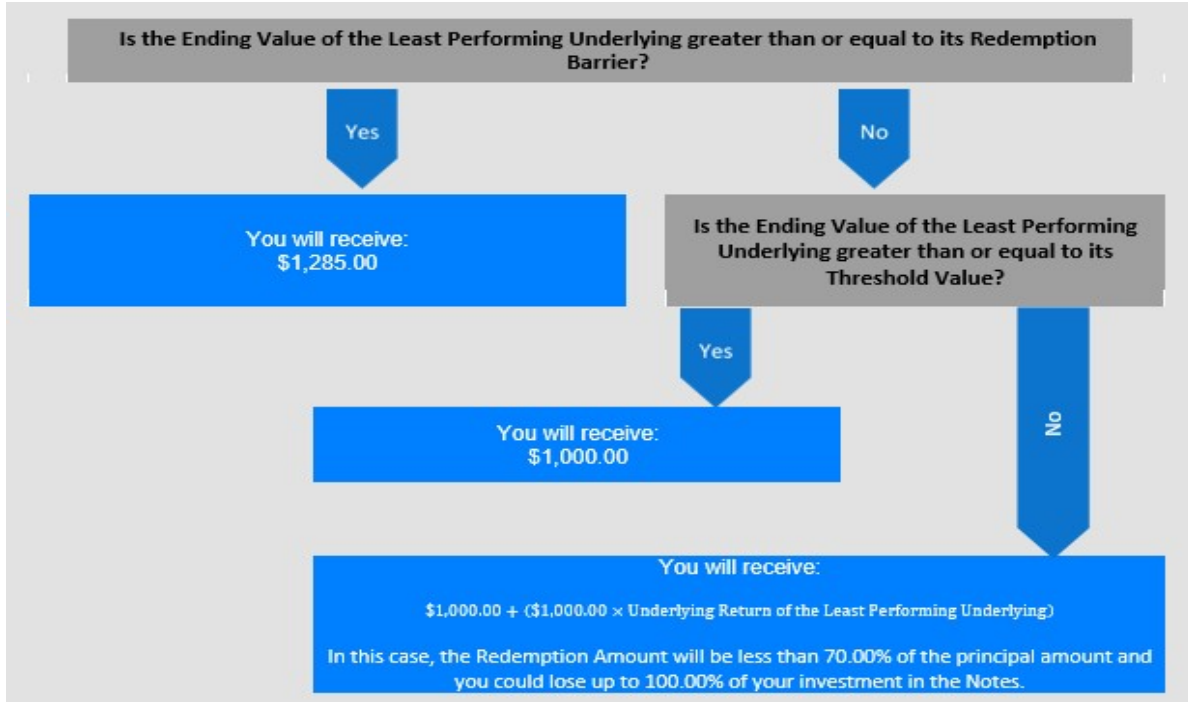 Is the Ending Value of the Least Performing Underlying greater than or equal to its Redemption
Barrier?
Yes
No
You will receive:
$1,285.00
Is the Ending Value of the Least Performing
Underlying greater than or equal to its
Threshold Value?
Yes
No
You will receive:
$1,000.00
You will receive:
$1,000.00 + ($1,000.00 × Underlying Return of the Least Performing Underlying)
In this case, the Redemption Amount will be less than 70.00% of the principal amount and
you could lose up to 100.00% of your investment in the Notes.